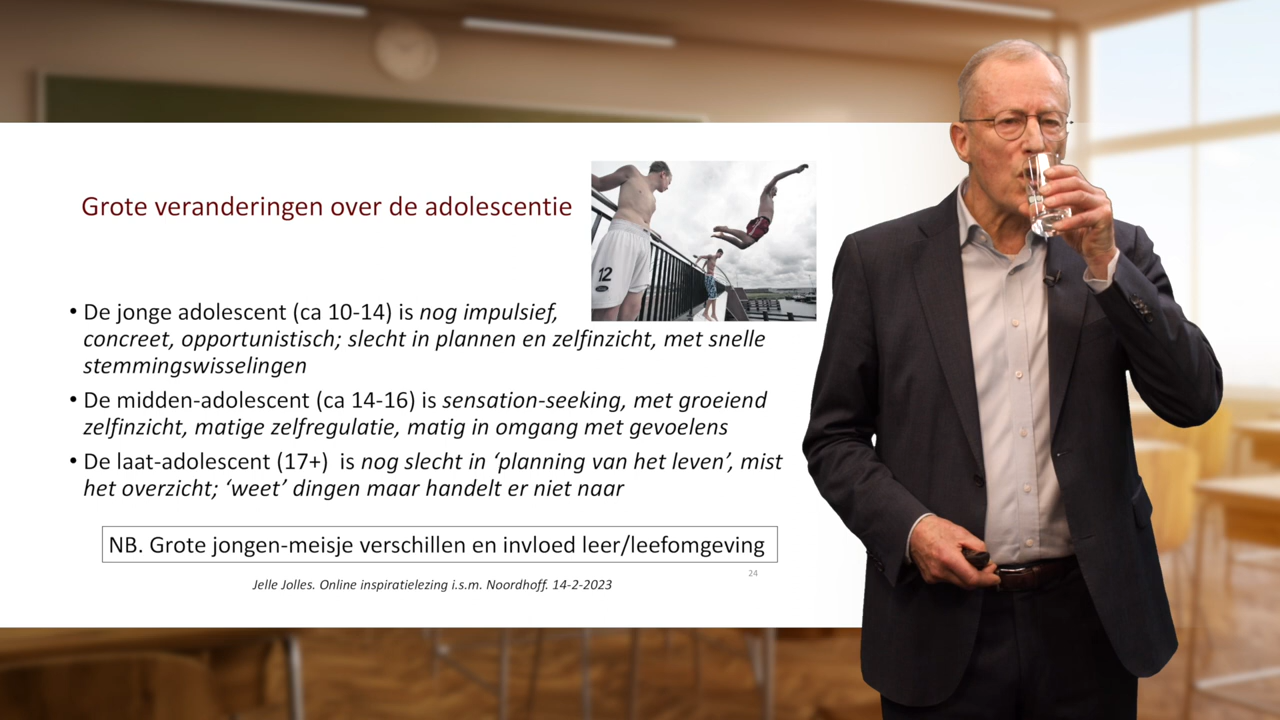 Grote veranderingen over de adolescentie
12
• De jonge adolescent (ca 10-14) is nog impulsief,
concreet, opportunistisch; slecht in plannen en zelfinzicht, met snelle
stemmingswisselingen
• De midden-adolescent (ca 14-16) is sensation-seeking, met groeiend
zelfinzicht, matige zelfregulatie, matig in omgang met gevoelens
• De laat-adolescent (17+) is nog slecht in ‘planning van het leven’, mist
het overzicht; ‘weet’ dingen maar handelt er niet naar
NB. Grote jongen-meisje verschillen en invloed leer/leefomgeving
24
Jelle Jolles. Online inspiratielezing i.s.m. Noordhoff. 14-2-2023